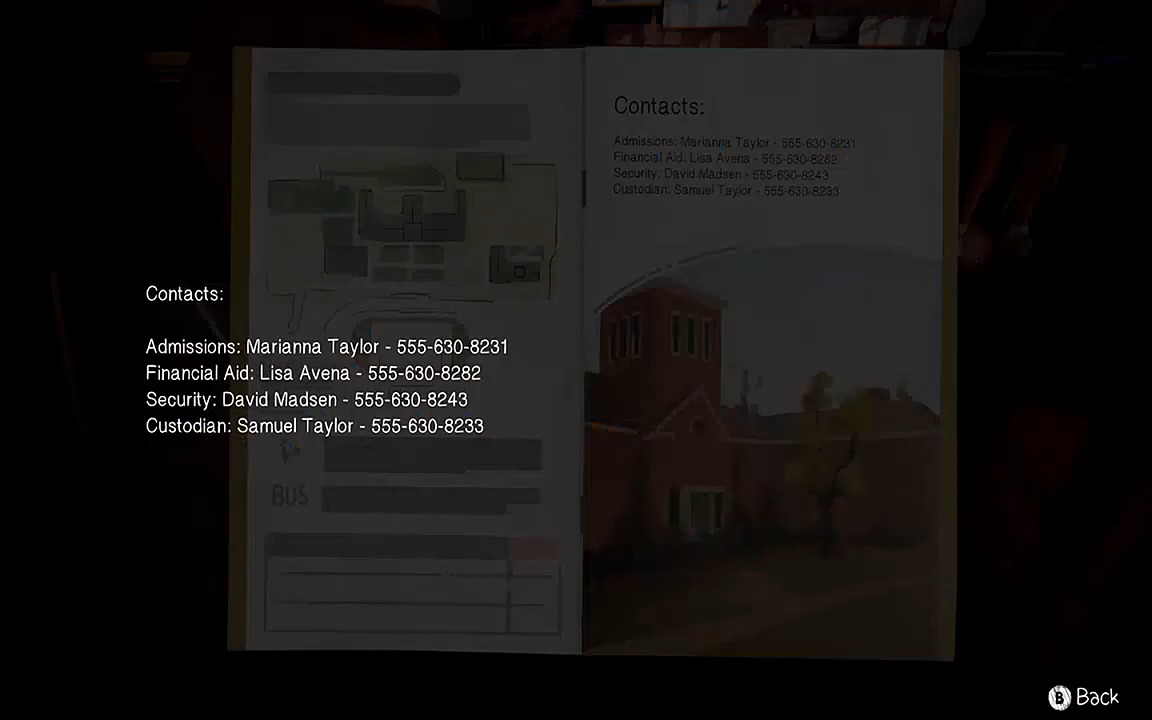 Contacts:
Admissions: Marianna Taylor - 555-630-8231
Financial Aid: Lisa Avena - 555-630-8282
Security: David Madsen - 555-630-8243
Custodian: Samuel Taylor - 555-630-8233
Contacts:
Admissions: Marianna Taylor - 555-630-8231
Financial Aid: Lisa Avena - 555-630-8282
Security: David Madsen - 555-630-8243
Custodian: Samuel Taylor - 555-630-8233
BUS
B Back